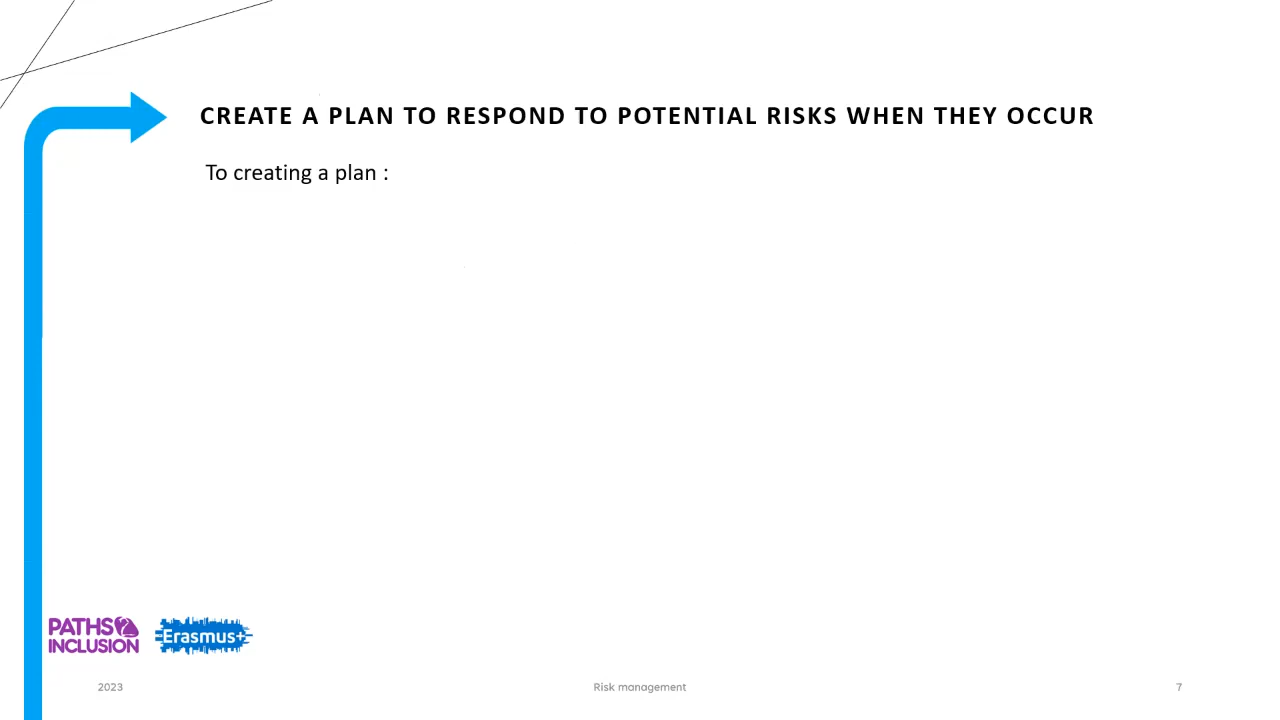 CREATE A PLAN TO RESPOND TO POTENTIAL RISKS WHEN THEY OCCUR
To creating a plan :
PATHS2
INCLUSION
Erasmus+
2023
Risk management
7